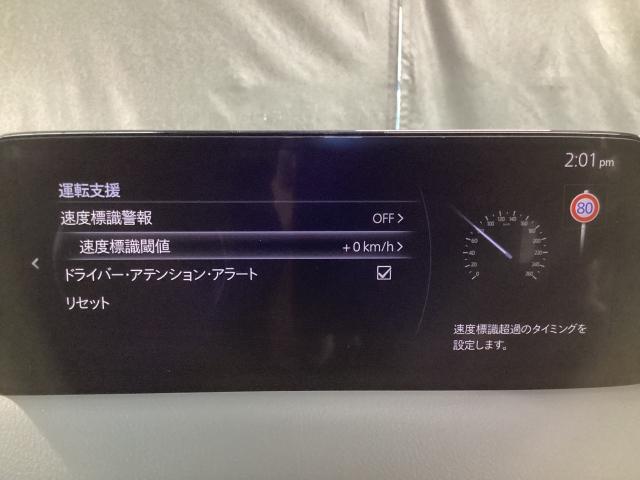 2:01 pm
運転支援
速度標識警報 OFF
速度標識閾値 +0 km/h
ドライバー・アテンション・アラート
リセット
80
速度標識超過のタイミングを
設定します。